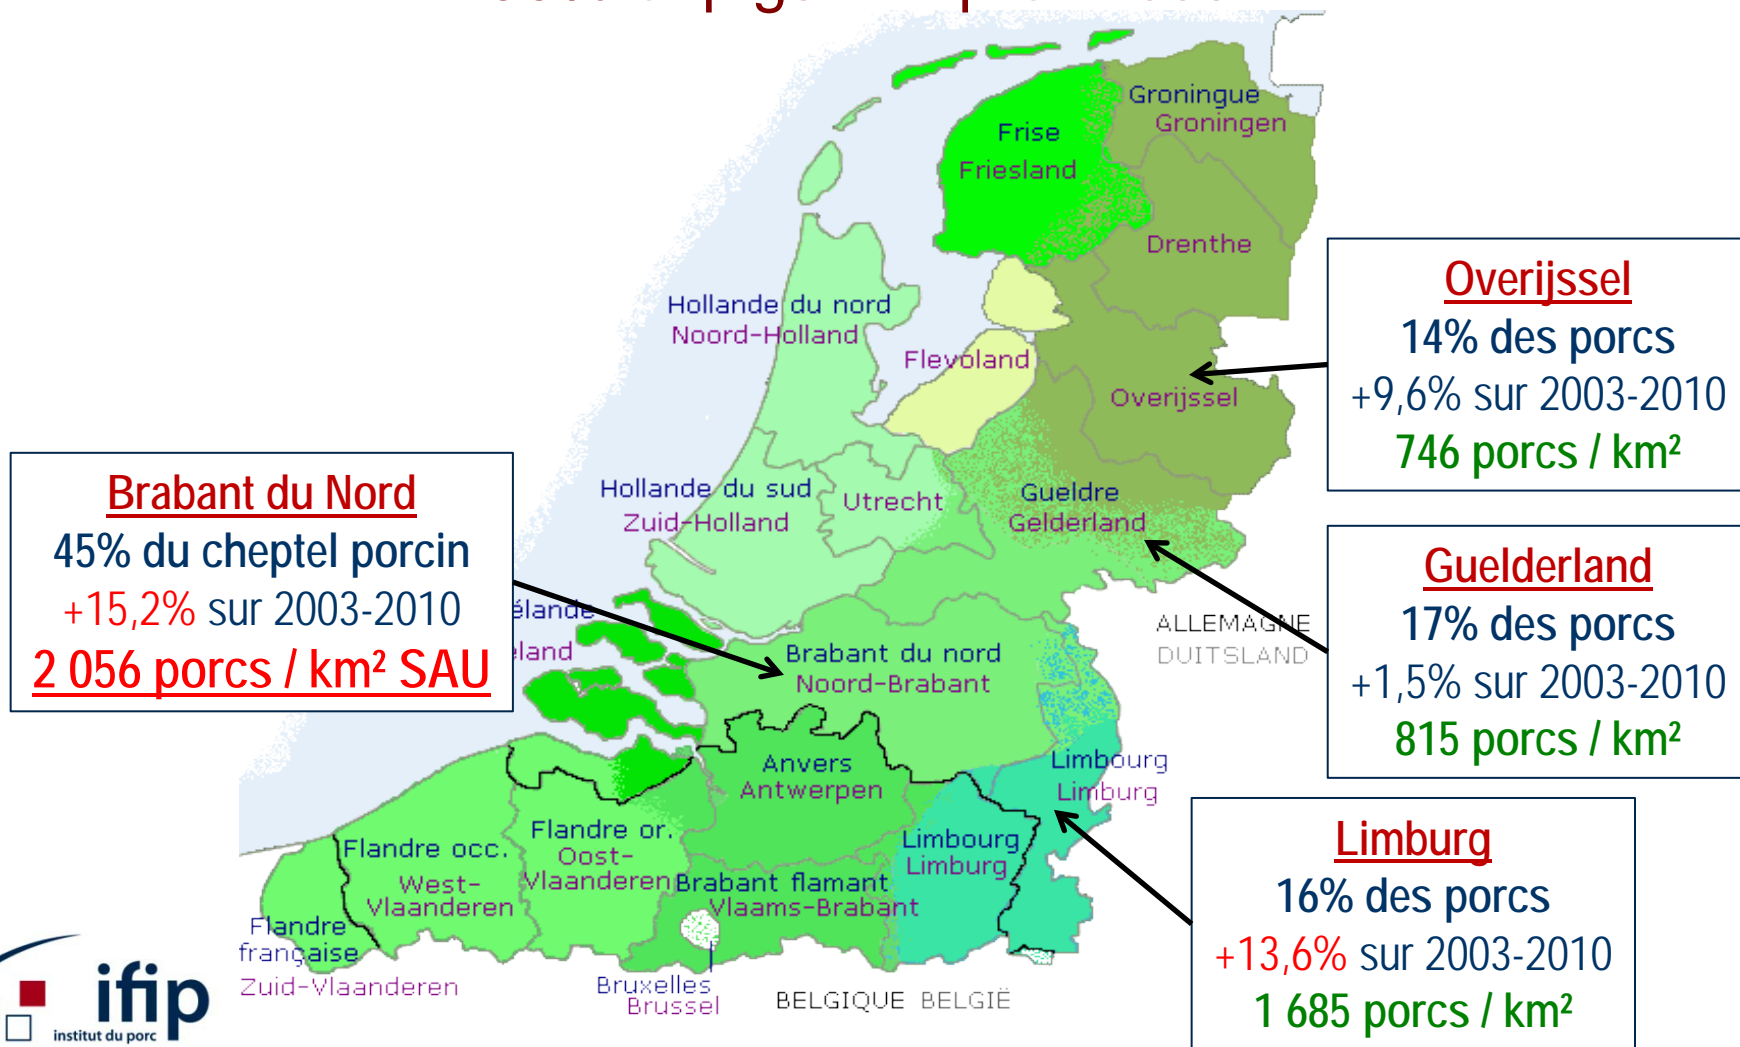 Groningue
Groningen
Frise
Friesland
Drenthe
Hollande du nord
Noord-Holland
Flevoland
Overijssel
Overijssel
14% des porcs
+9,6% sur 2003-2010
746 porcs / km²
Brabant du Nord
45% du cheptel porcin
+15,2% sur 2003-2010
2 056 porcs / km² SAU
Hollande du sud
Zuid-Holland
Utrecht
Gueldre
Gelderland
Guelderland
17% des porcs
+1,5% sur 2003-2010
815 porcs / km²
élande
land
ALLEMAGNE
DUITSLAND
Brabant du nord
Noord-Brabant
Anvers
Antwerpen
Limbourg
Limburg
Limburg
16% des porcs
+13,6% sur 2003-2010
1 685 porcs / km²
Flandre occ.
West-
Vlaanderen
Flandre or.
Oost-
Vlaanderen
Brabant flamant
Vlaams-Brabant
Limbourg
Limburg
Flandre
française
Zuid-Vlaanderen
Bruxelles
Brussel
BELGIQUE BELGIË
ifip
institut du porc